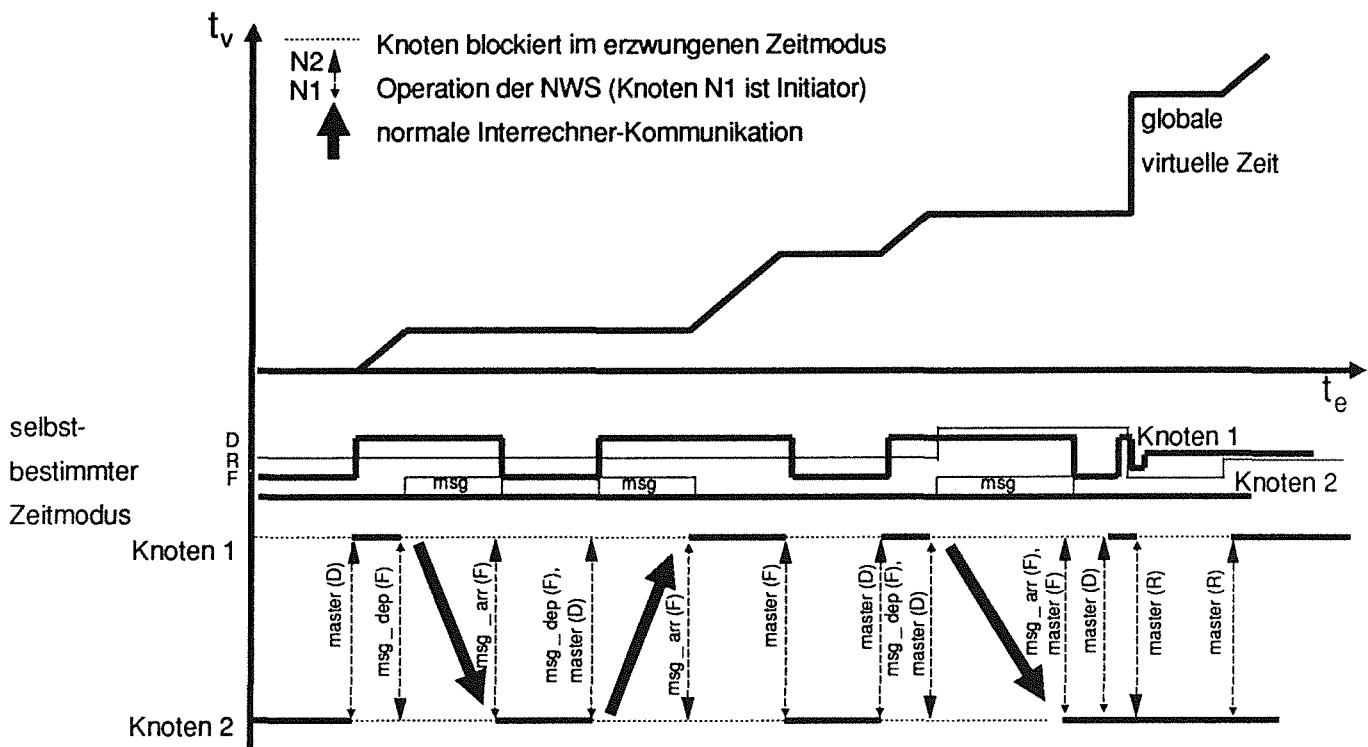 t_v
Knoten blockiert im erzwungenen Zeitmodus
N2
N1
Operation der NWS (Knoten N1 ist Initiator)
normale Interrechner-Kommunikation
globale
virtuelle Zeit
t_e
selbst-
bestimmter
Zeitmodus
D
R
F
msg
msg
msg
Knoten 1
Knoten 2
Knoten 1
master (D)
msg_dep (F)
msg_arr (F)
msg_dep (F),
master (D)
msg_arr (F)
master (F)
master (D)
msg_dep (F),
master (D)
msg_arr (F),
master (F)
master (D)
master (R)
master (R)
Knoten 2